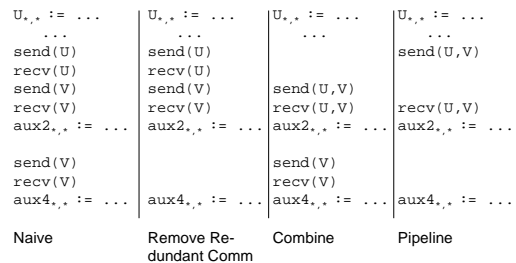 U*,* := ... U*,* := ... U*,* := ... U*,* := ...
... ... ... ...
send(U) send(U) send(U,V)
recv(U) recv(U)
send(V) send(V) send(U,V)
recv(V) recv(V) recv(U,V) recv(U,V)
aux2*,* := ... aux2*,* := ... aux2*,* := ... aux2*,* := ...
send(V) send(V)
recv(V) recv(V)
aux4*,* := ... aux4*,* := ... aux4*,* := ... aux4*,* := ...
Naive Remove Re- Combine Pipeline
dundant Comm